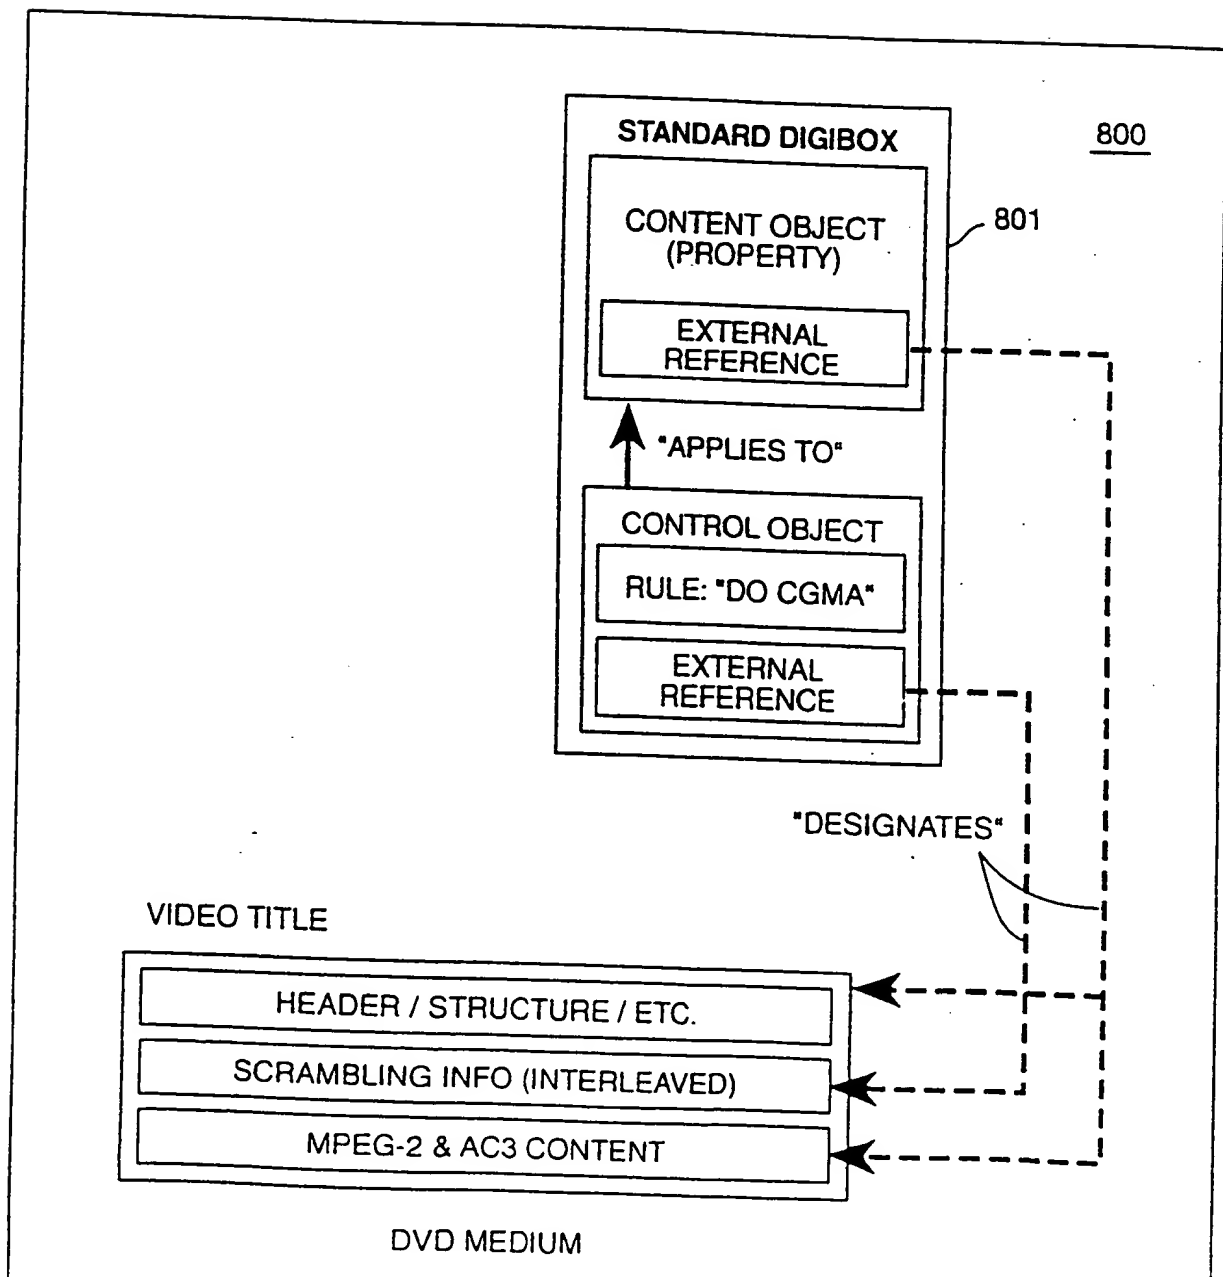 STANDARD DIGIBOX
800
CONTENT OBJECT
(PROPERTY)
801
EXTERNAL
REFERENCE
"APPLIES TO"
CONTROL OBJECT
RULE: "DO CGMA"
EXTERNAL
REFERENCE
"DESIGNATES"
VIDEO TITLE
HEADER / STRUCTURE / ETC.
SCRAMBLING INFO (INTERLEAVED)
MPEG-2 & AC3 CONTENT
DVD MEDIUM